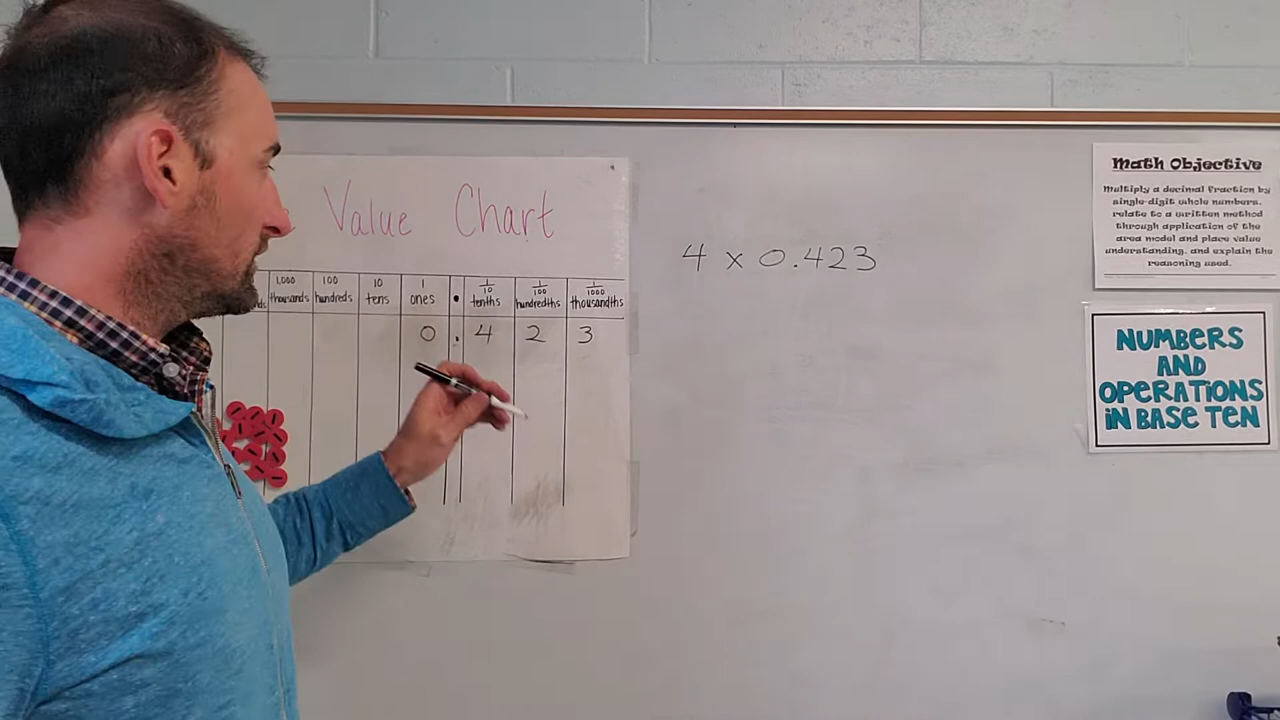 Value Chart
1,000 100 10 1 1/10 1/100 1/1000
thousands hundreds tens ones . tenths hundredths thousandths
0 . 4 2 3
4 x 0.423
Math Objective
Multiply a decimal fraction by
single-digit whole numbers,
relate to a written method
through application of the
area model and place value
understanding, and explain the
reasoning used.
NUMBERS
AND
OPERATIONS
IN BASE TEN